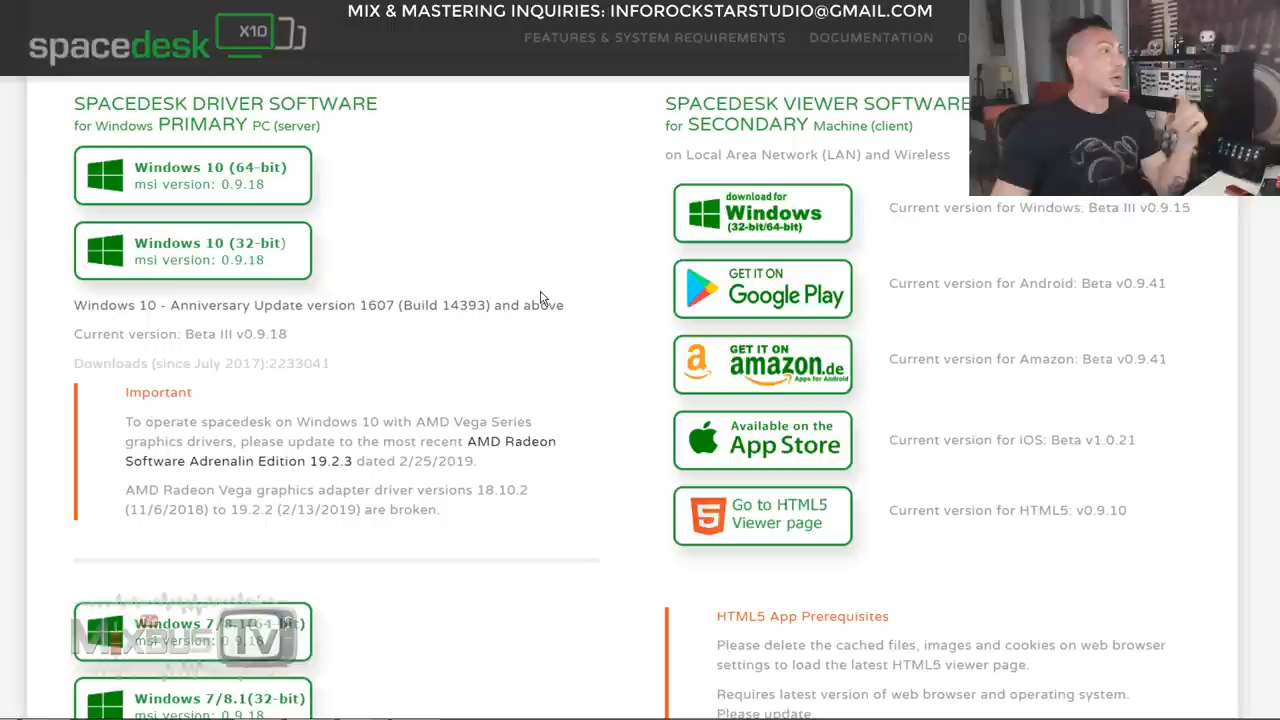 MIX & MASTERING INQUIRIES: INFOROCKSTARSTUDIO@GMAIL.COM
spacedesk X10
FEATURES & SYSTEM REQUIREMENTS DOCUMENTATION
SPACEDESK DRIVER SOFTWARE
for Windows PRIMARY PC (server)
Windows 10 (64-bit)
msi version: 0.9.18
Windows 10 (32-bit)
msi version: 0.9.18
Windows 10 - Anniversary Update version 1607 (Build 14393) and above
Current version: Beta III v0.9.18
Downloads (since July 2017):2233041
Important
To operate spacedesk on Windows 10 with AMD Vega Series
graphics drivers, please update to the most recent AMD Radeon
Software Adrenalin Edition 19.2.3 dated 2/25/2019.
AMD Radeon Vega graphics adapter driver versions 18.10.2
(11/6/2018) to 19.2.2 (2/13/2019) are broken.
Windows 7/8.1(64-bit)
msi version: 0.9.18
MixBus TV
Windows 7/8.1(32-bit)
msi version: 0.9.18
SPACEDESK VIEWER SOFTWARE
for SECONDARY Machine (client)
on Local Area Network (LAN) and Wireless
download for
Windows
(32-bit/64-bit)
Current version for Windows: Beta III v0.9.15
GET IT ON
Google Play
Current version for Android: Beta v0.9.41
GET IT ON
amazon.de
Apps for Android
Current version for Amazon: Beta v0.9.41
Available on the
App Store
Current version for iOS: Beta v1.0.21
Go to HTML5
Viewer page
Current version for HTML5: v0.9.10
HTML5 App Prerequisites
Please delete the cached files, images and cookies on web browser
settings to load the latest HTML5 viewer page.
Requires latest version of web browser and operating system.
Please update.